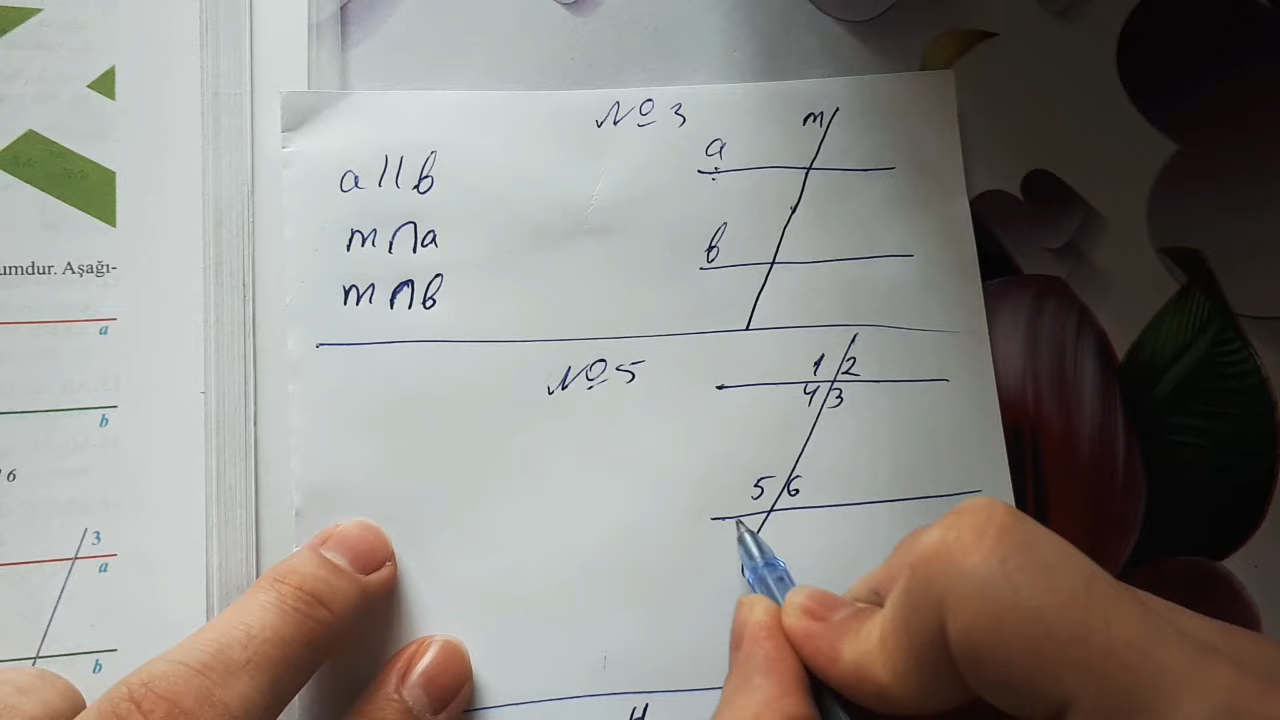 №3
a||b
m∩a
m∩b
m
a
b
№5
1 2
4 3
5 6
umdur. Aşağı-
a
b
6
3
a
b